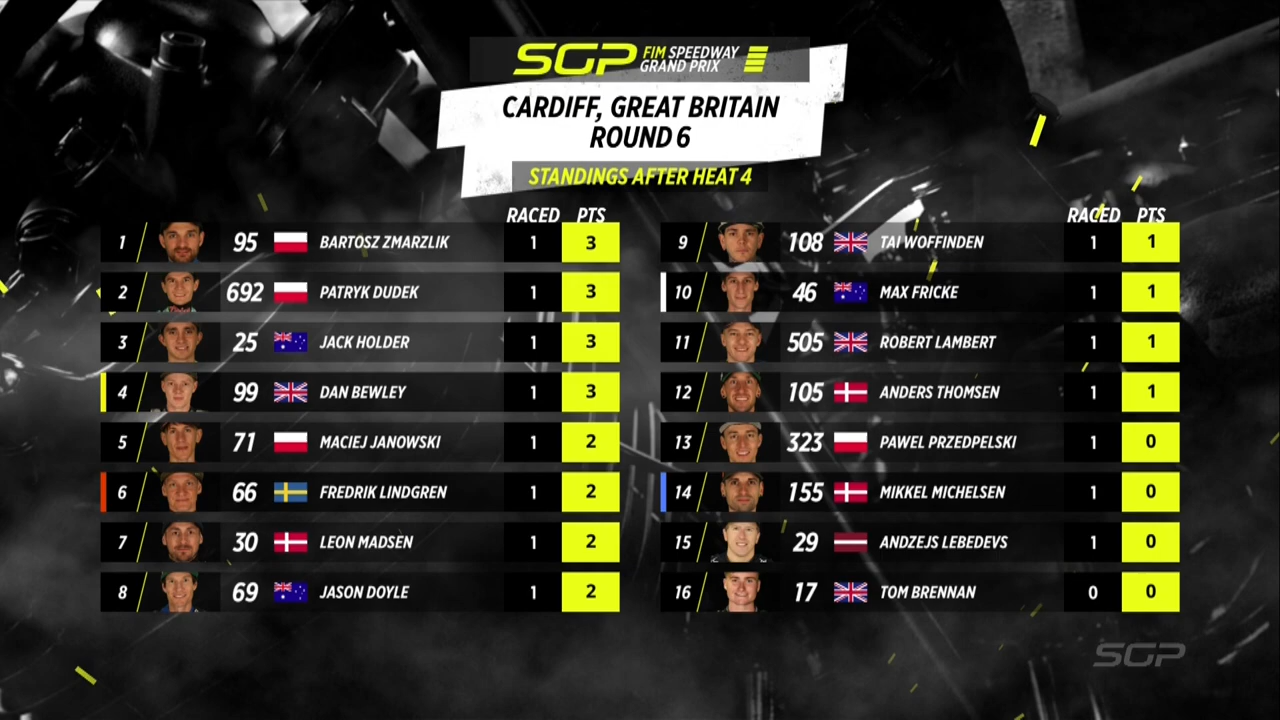 SGP FIM SPEEDWAY
GRAND PRIX
CARDIFF, GREAT BRITAIN
ROUND 6
STANDINGS AFTER HEAT 4
RACED PTS
1 95 BARTOSZ ZMARZLIK 1 3
2 692 PATRYK DUDEK 1 3
3 25 JACK HOLDER 1 3
4 99 DAN BEWLEY 1 3
5 71 MACIEJ JANOWSKI 1 2
6 66 FREDRIK LINDGREN 1 2
7 30 LEON MADSEN 1 2
8 69 JASON DOYLE 1 2
RACED PTS
9 108 TAI WOFFINDEN 1 1
10 46 MAX FRICKE 1 1
11 505 ROBERT LAMBERT 1 1
12 105 ANDERS THOMSEN 1 1
13 323 PAWEL PRZEDPELSKI 1 0
14 155 MIKKEL MICHELSEN 1 0
15 29 ANDZEJS LEBEDEVS 1 0
16 17 TOM BRENNAN 0 0
SGP